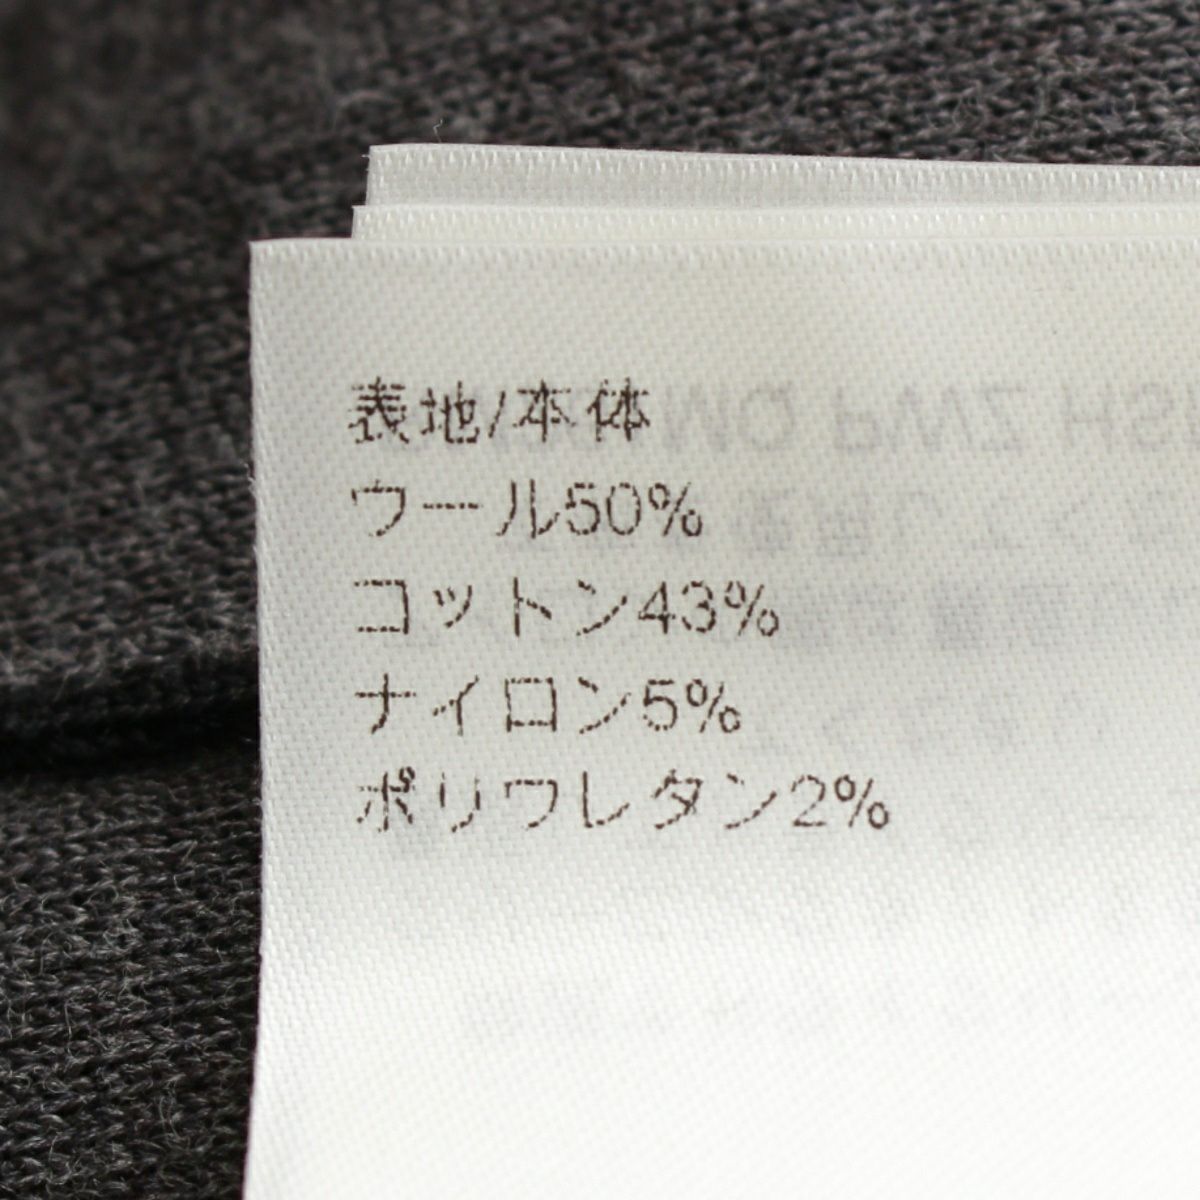 表地/本体
ウール50%
コットン43%
ナイロン5%
ポリウレタン2%